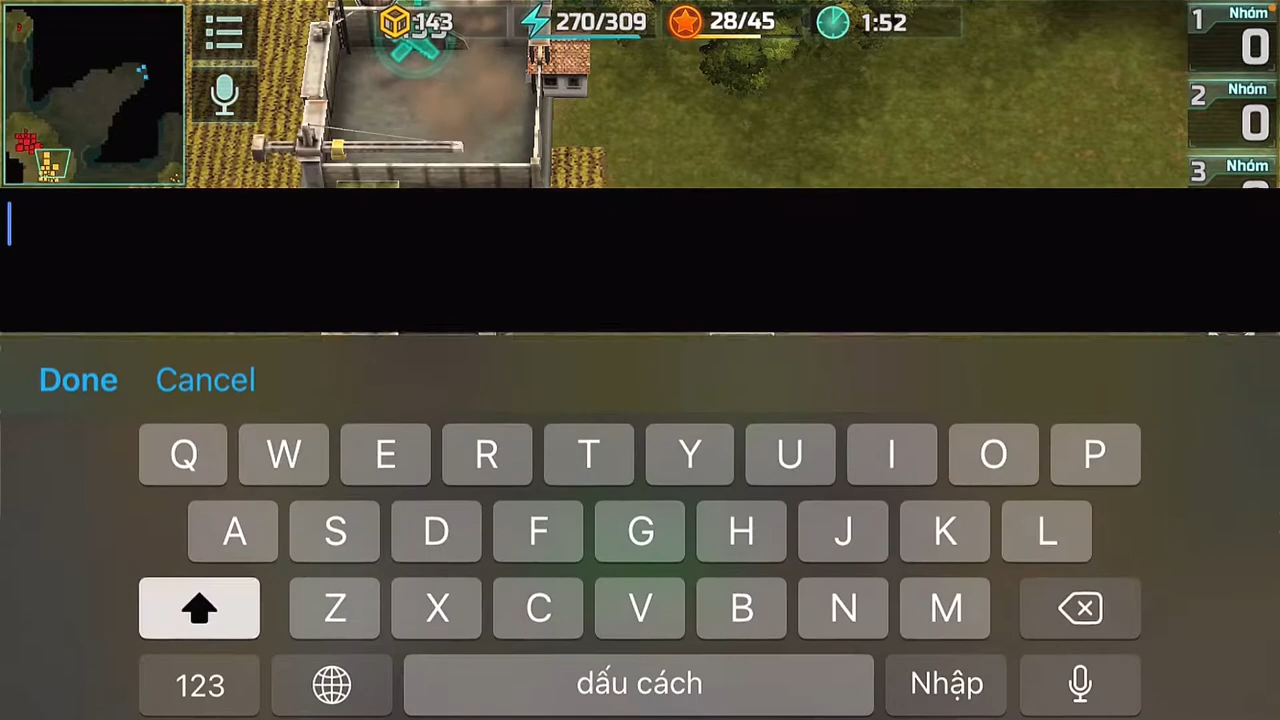 143
270/309
28/45
1:52
1 Nhóm
0
2 Nhóm
0
3 Nhóm
Done Cancel
Q W E R T Y U I O P
A S D F G H J K L
Z X C V B N M
123 dấu cách Nhập